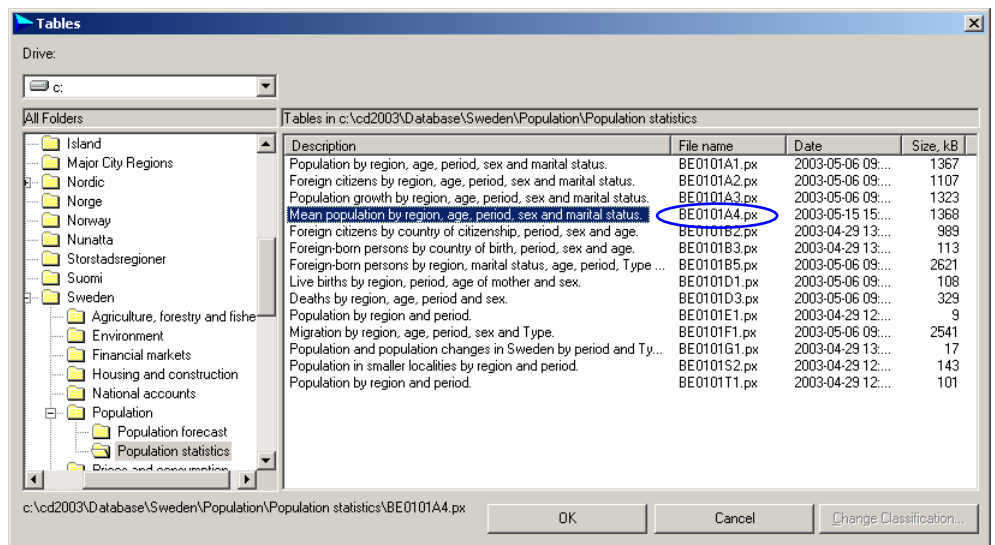 Tables
Drive:
c:
All Folders
Tables in c:\cd2003\Database\Sweden\Population\Population statistics
Island
Major City Regions
Nordic
Norge
Norway
Nunatta
Storstadsregioner
Suomi
Sweden
Agriculture, forestry and fishe
Environment
Financial markets
Housing and construction
National accounts
Population
Population forecast
Population statistics
Prices and consumption
Description File name Date Size, kB
Population by region, age, period, sex and marital status. BE0101A1.px 2003-05-06 09:... 1367
Foreign citizens by region, age, period, sex and marital status. BE0101A2.px 2003-05-06 09:... 1107
Population growth by region, age, period, sex and marital status. BE0101A3.px 2003-05-06 09:... 1323
Mean population by region, age, period, sex and marital status. BE0101A4.px 2003-05-15 15:... 1368
Foreign citizens by country of citizenship, period, sex and age. BE0101B2.px 2003-04-29 13:... 989
Foreign-born persons by country of birth, period, sex and age. BE0101B3.px 2003-04-29 13:... 113
Foreign-born persons by region, marital status, age, period, Type ... BE0101B5.px 2003-05-06 09:... 2621
Live births by region, period, age of mother and sex. BE0101D1.px 2003-05-06 09:... 108
Deaths by region, age, period and sex. BE0101D3.px 2003-05-06 09:... 329
Population by region and period. BE0101E1.px 2003-04-29 12:... 9
Migration by region, age, period, sex and Type. BE0101F1.px 2003-05-06 09:... 2541
Population and population changes in Sweden by period and Ty... BE0101G1.px 2003-04-29 13:... 17
Population in smaller localities by region and period. BE0101S2.px 2003-04-29 12:... 143
Population by region and period. BE0101T1.px 2003-04-29 12:... 101
c:\cd2003\Database\Sweden\Population\Population statistics\BE0101A4.px
OK
Cancel
Change Classification...